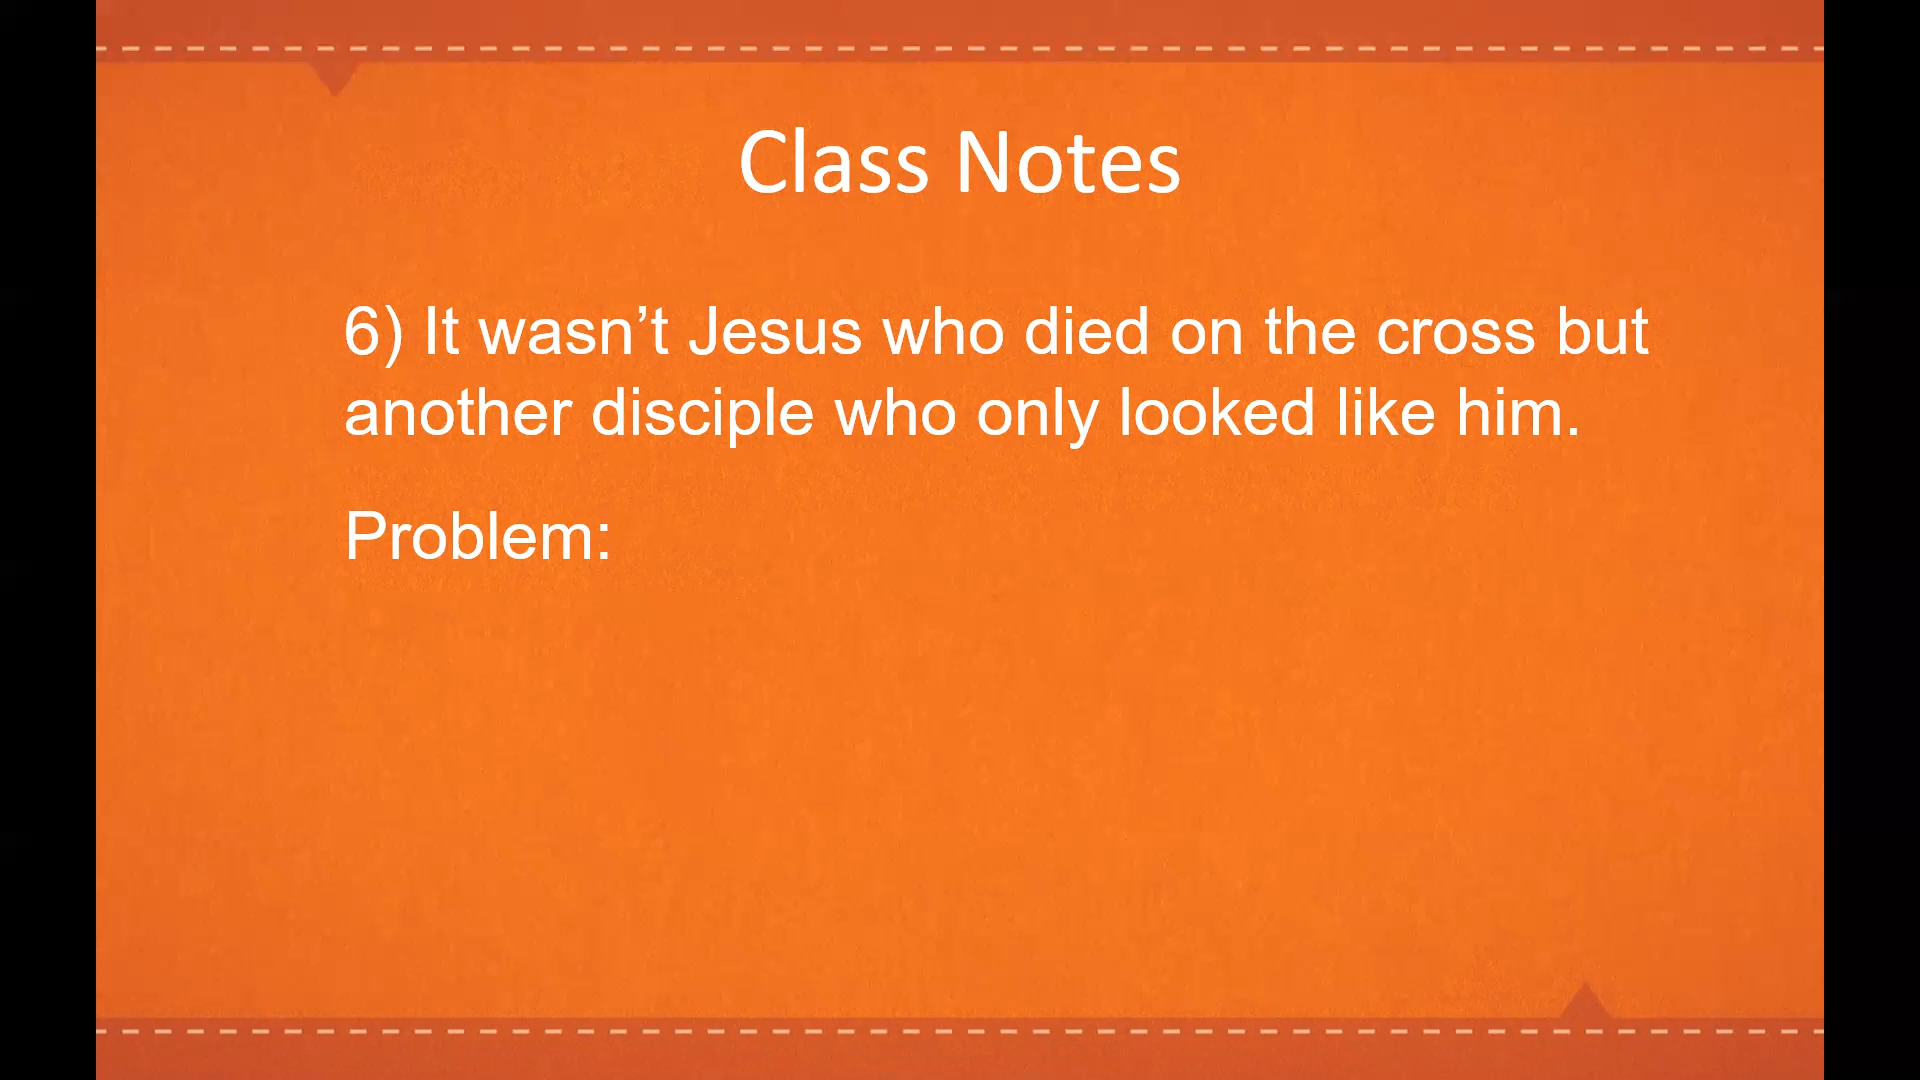 Class Notes
6) It wasn’t Jesus who died on the cross but
another disciple who only looked like him.
Problem: